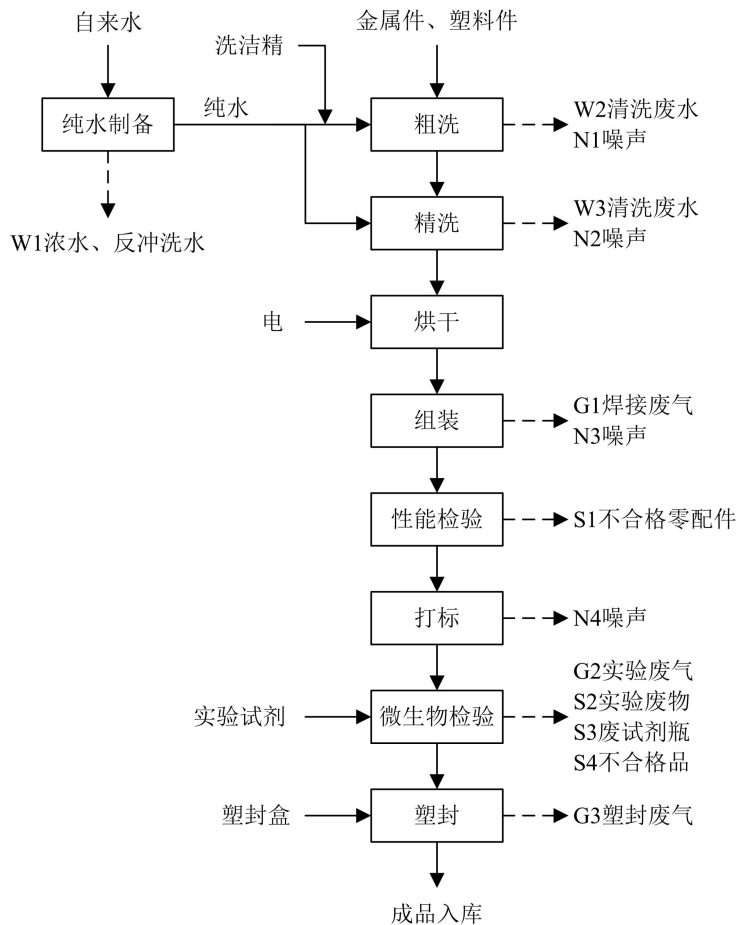 自来水
洗洁精
金属件、塑料件
纯水制备
纯水
粗洗
W2清洗废水
N1噪声
W1浓水、反冲洗水
精洗
W3清洗废水
N2噪声
电
烘干
组装
G1焊接废气
N3噪声
性能检验
S1不合格零配件
打标
N4噪声
实验试剂
微生物检验
G2实验废气
S2实验废物
S3废试剂瓶
S4不合格品
塑封盒
塑封
G3塑封废气
成品入库